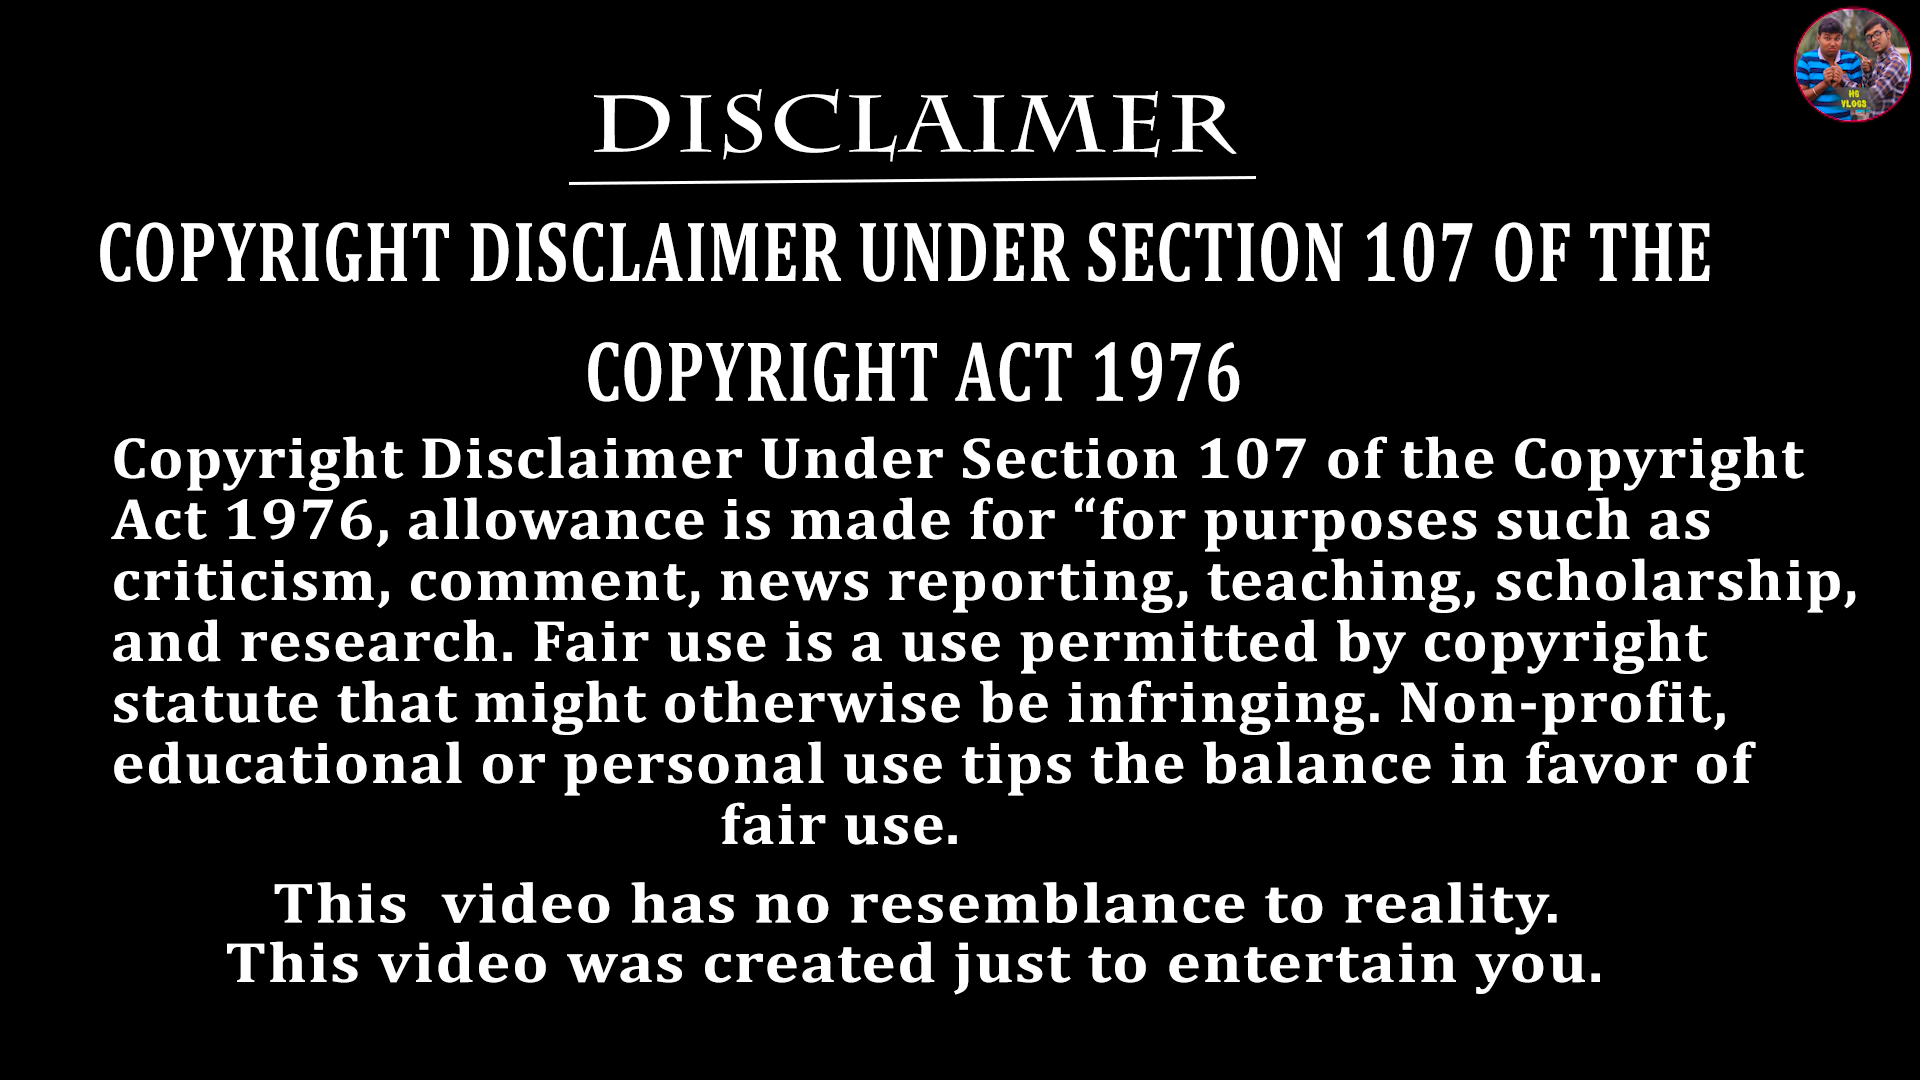 DISCLAIMER
COPYRIGHT DISCLAIMER UNDER SECTION 107 OF THE
COPYRIGHT ACT 1976
Copyright Disclaimer Under Section 107 of the Copyright
Act 1976, allowance is made for “for purposes such as
criticism, comment, news reporting, teaching, scholarship,
and research. Fair use is a use permitted by copyright
statute that might otherwise be infringing. Non-profit,
educational or personal use tips the balance in favor of
fair use.
This  video has no resemblance to reality.
This video was created just to entertain you.
HG
VLOGS